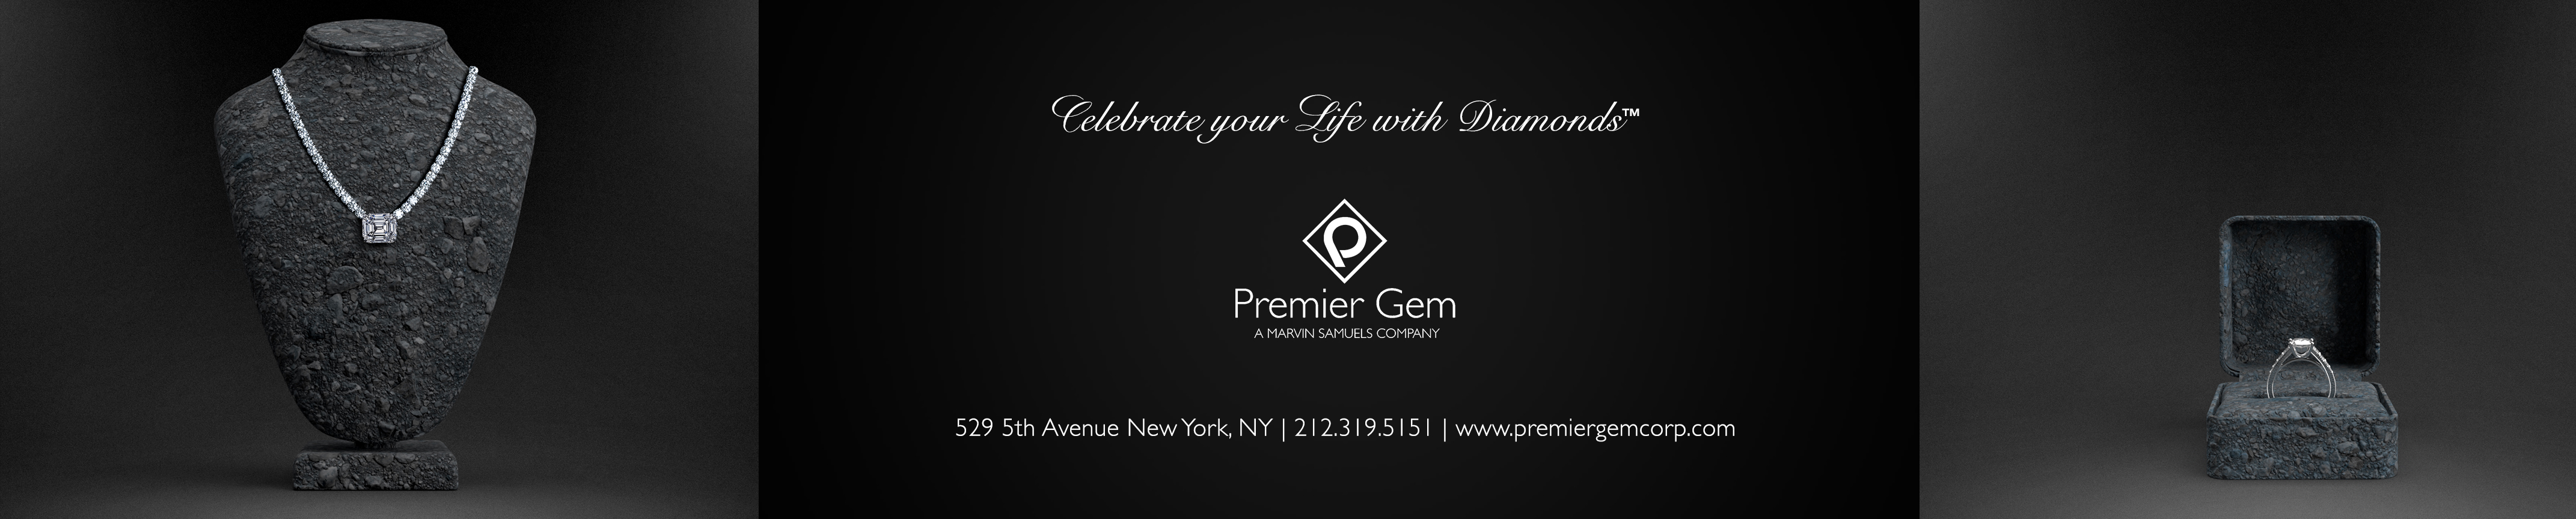 Celebrate your Life with Diamonds™
Premier Gem
A MARVIN SAMUELS COMPANY
529 5th Avenue New York, NY | 212.319.5151 | www.premiergemcorp.com